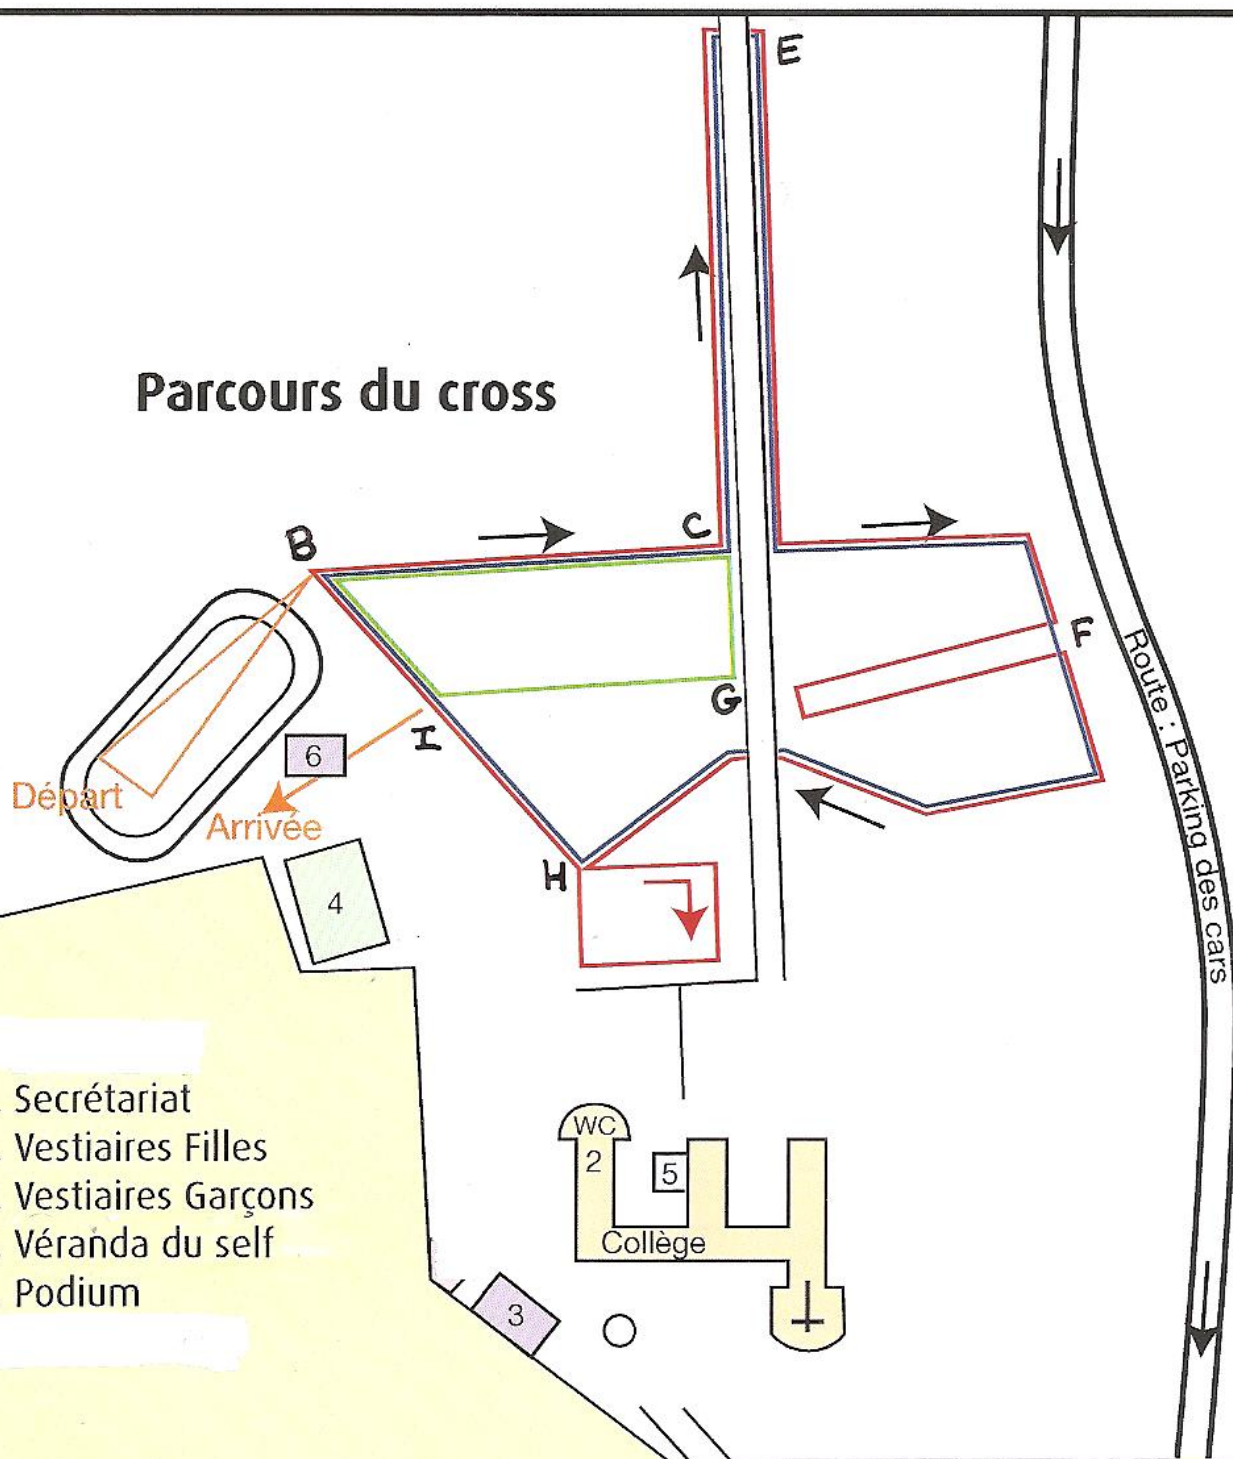 E
Parcours du cross
B
C
F
Route : Parking des cars
G
I
6
Départ
Arrivée
H
4
Secrétariat
Vestiaires Filles
Vestiaires Garçons
Véranda du self
Podium
WC
2
5
Collège
3